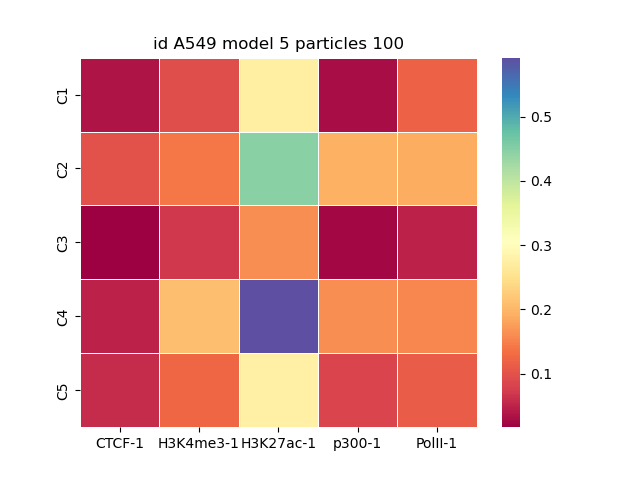 id A549 model 5 particles 100
C1
C2
C3
C4
C5
CTCF-1 H3K4me3-1 H3K27ac-1 p300-1 PolII-1
0.5
0.4
0.3
0.2
0.1